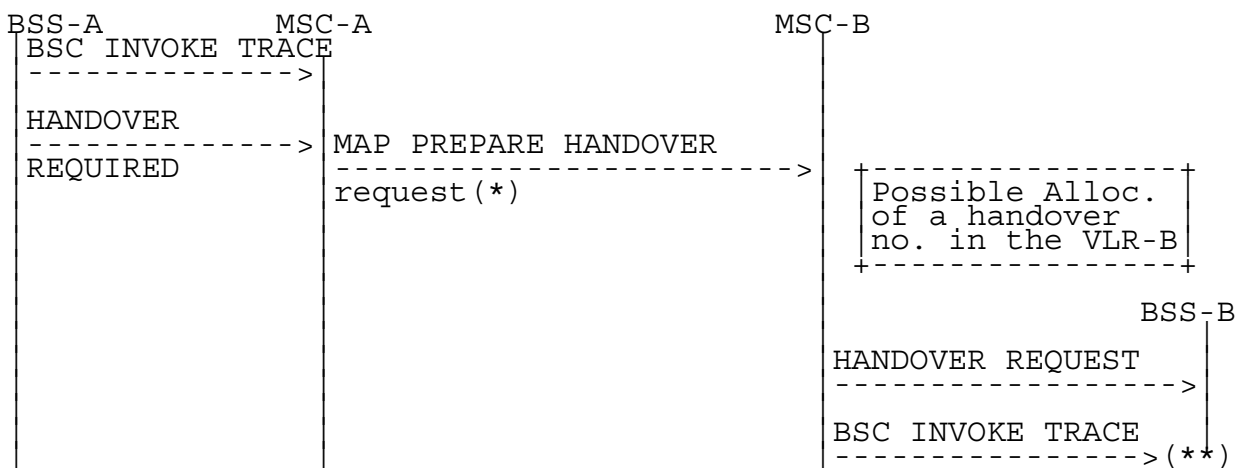 BSS-A MSC-A MSC-B
BSC INVOKE TRACE
HANDOVER
REQUIRED
MAP PREPARE HANDOVER
request(*)
Possible Alloc.
of a handover
no. in the VLR-B
BSS-B
HANDOVER REQUEST
BSC INVOKE TRACE
(**)